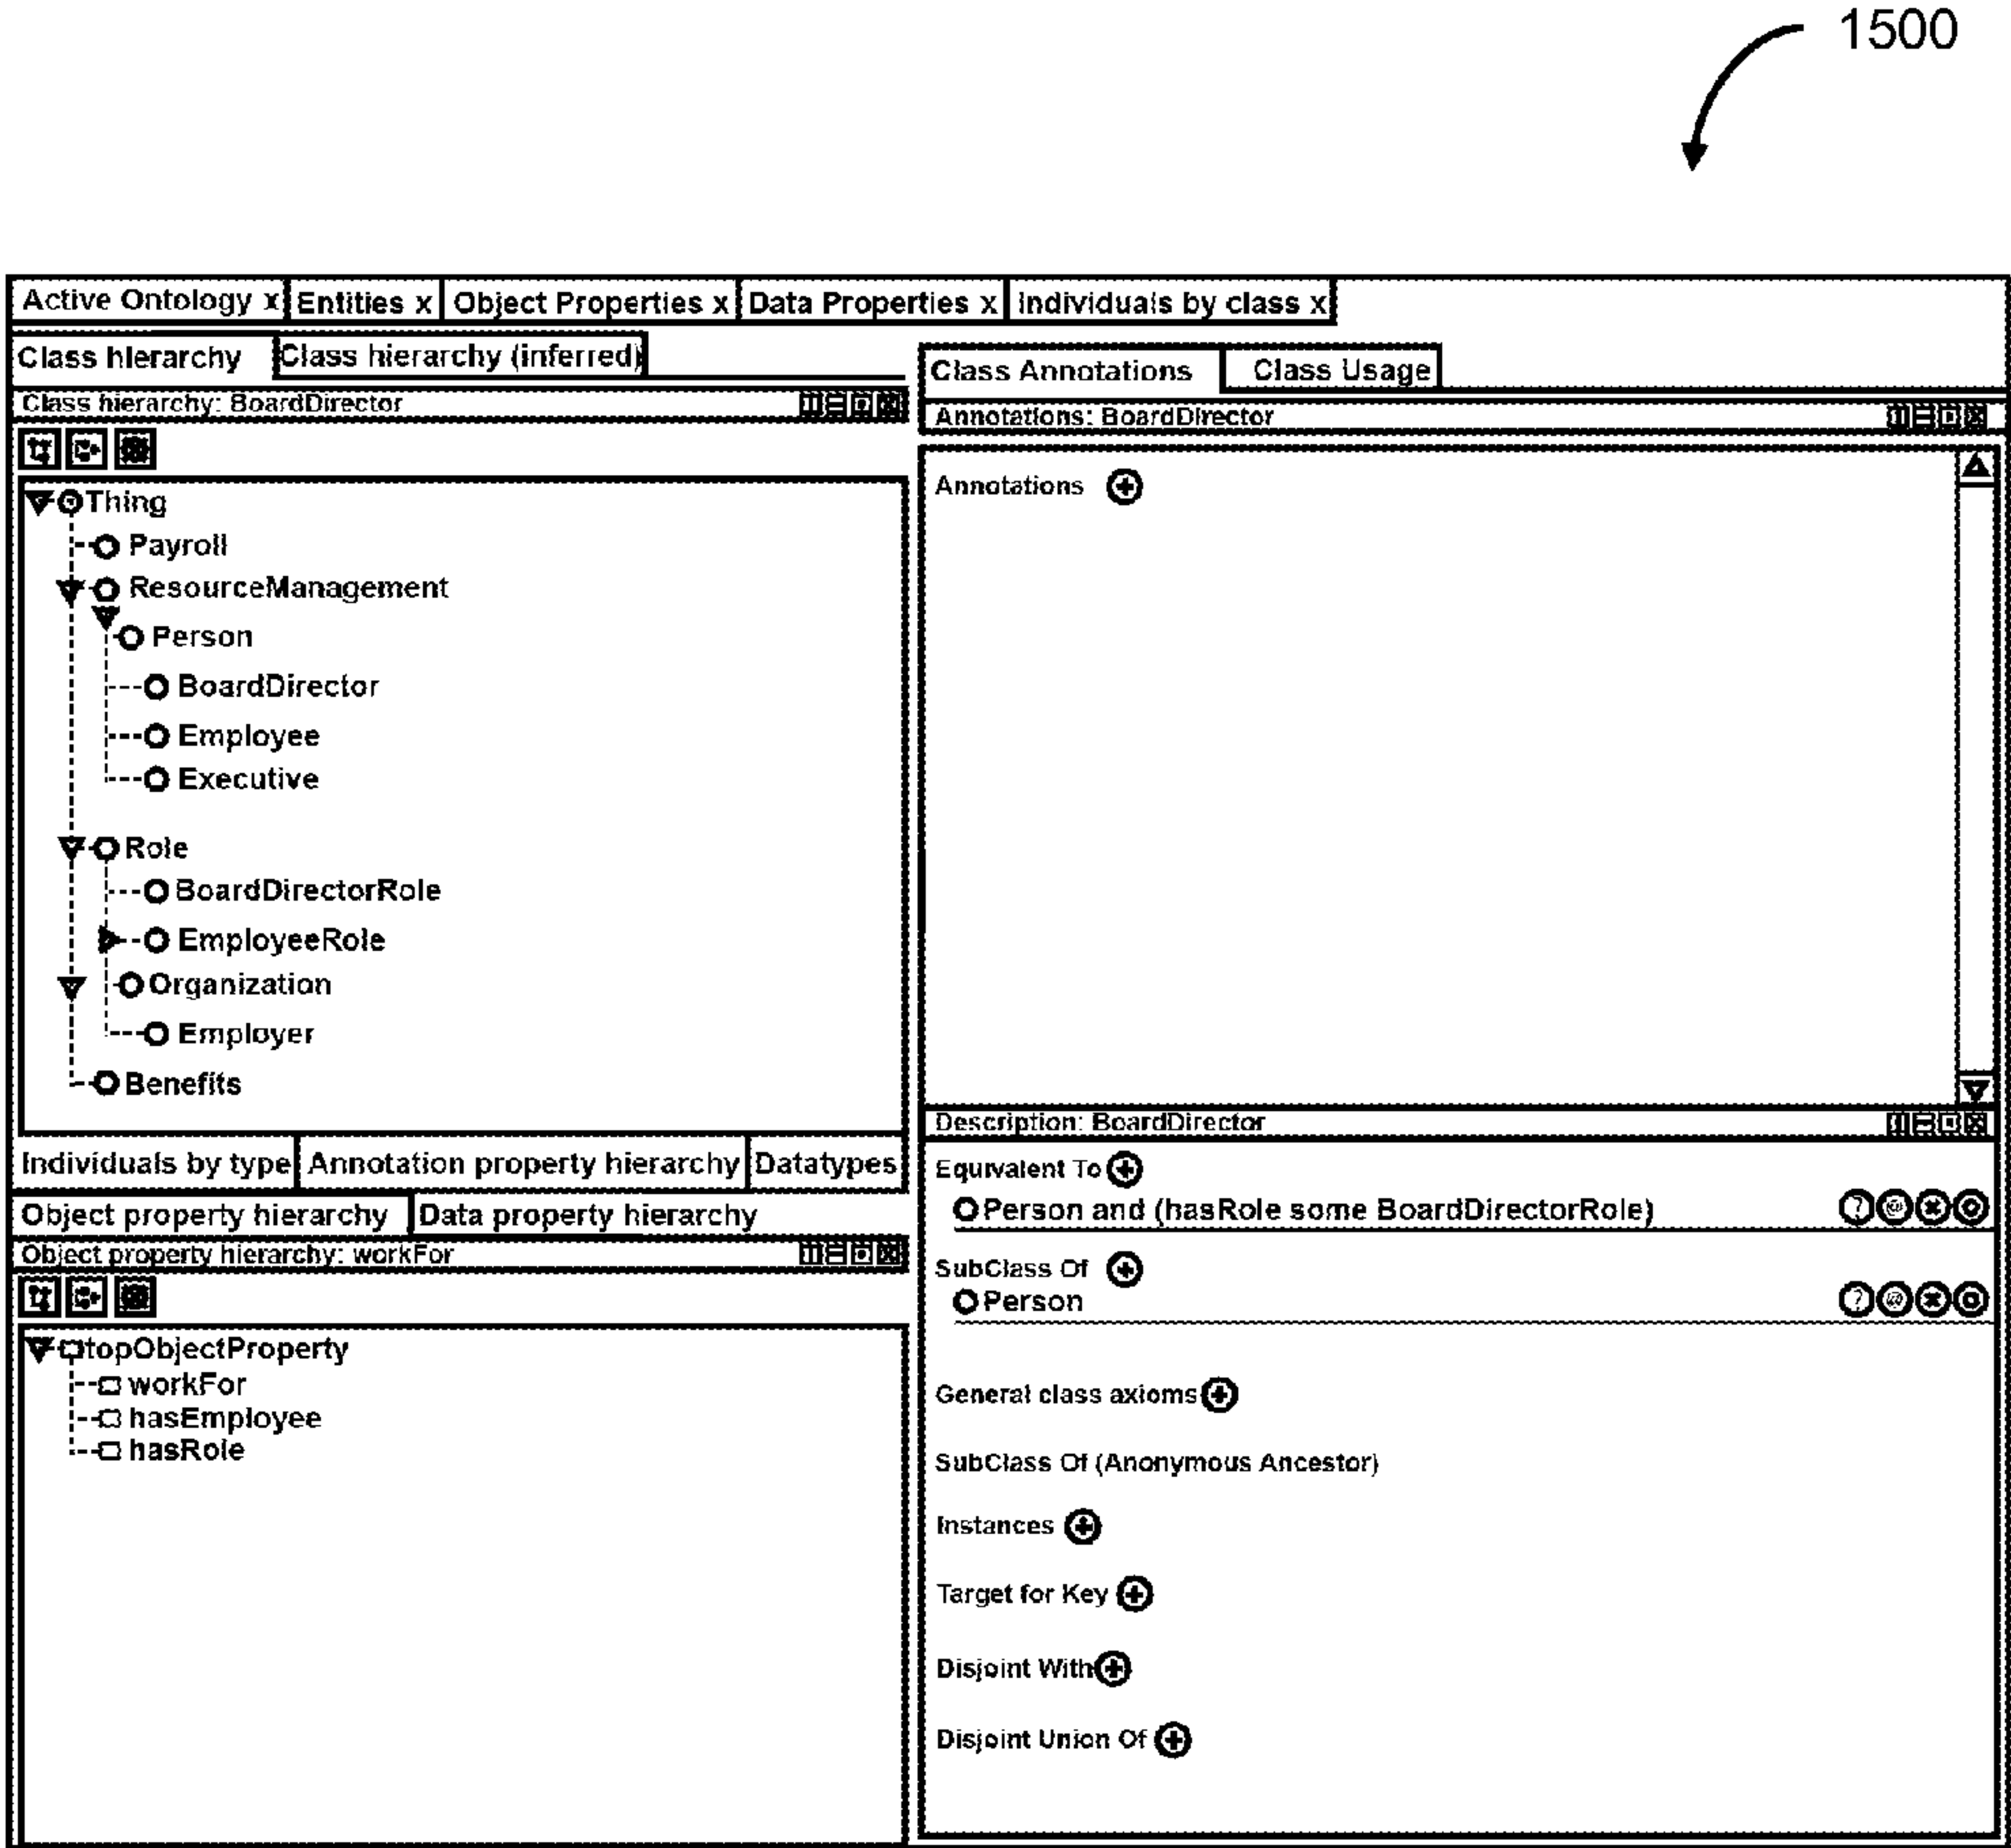 1500
Active Ontology x Entities x Object Properties x Data Properties x Individuals by class x
Class hierarchy Class hierarchy (inferred)
Class hierarchy: BoardDirector
Thing
Payroll
ResourceManagement
Person
BoardDirector
Employee
Executive
Role
BoardDirectorRole
EmployeeRole
Organization
Employer
Benefits
Individuals by type Annotation property hierarchy Datatypes
Object property hierarchy Data property hierarchy
Object property hierarchy: workFor
topObjectProperty
workFor
hasEmployee
hasRole
Class Annotations Class Usage
Annotations: BoardDirector
Annotations
Description: BoardDirector
Equivalent To
Person and (hasRole some BoardDirectorRole)
SubClass Of
Person
General class axioms
SubClass Of (Anonymous Ancestor)
Instances
Target for Key
Disjoint With
Disjoint Union Of